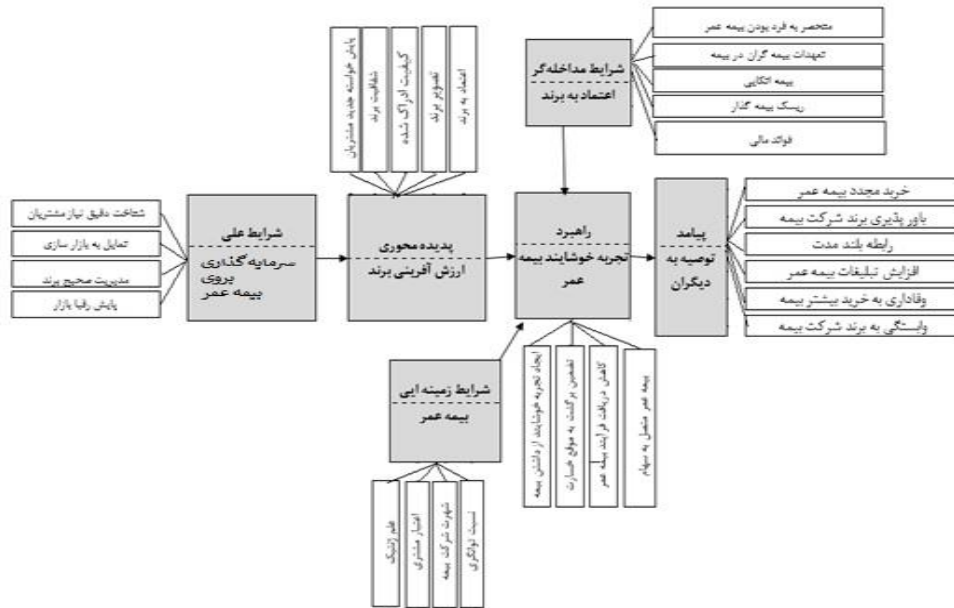 منحصر به فرد بودن بیمه عمر
تعهدات بیمه گران در بیمه
بیمه اتکایی
ریسک بیمه گذار
فوائد مالی
شرایط مداخله‌گر
اعتماد به برند
اعتماد به برند
تصویر برند
کیفیت ادراک شده
شفافیت برند
پایش خواسته جدید مشتریان
شناخت دقیق نیاز مشتریان
تمایل به بازار سازی
مدیریت صحیح برند
پایش رقبا بازار
شرایط علی
سرمایه گذاری
بروی
بیمه عمر
پدیده محوری
ارزش آفرینی برند
راهبرد
تجربه خوشایند بیمه
عمر
پیامد
توصیه به
دیگران
خرید مجدد بیمه عمر
باور پذیری برند شرکت بیمه
رابطه بلند مدت
افزایش تبلیغات بیمه عمر
وفاداری به خرید بیشتر بیمه
وابستگی به برند شرکت بیمه
شرایط زمینه ایی
بیمه عمر
ایجاد تجربه خوشایند از داشتن بیمه
تضمین برگشت به موقع خسارت
کاهش دریافت فرآیند بیمه عمر
بیمه عمر متصل به سهام
علم ژنتیک
اعتبار مشتری
شهرت شرکت بیمه
نسبت توانگری